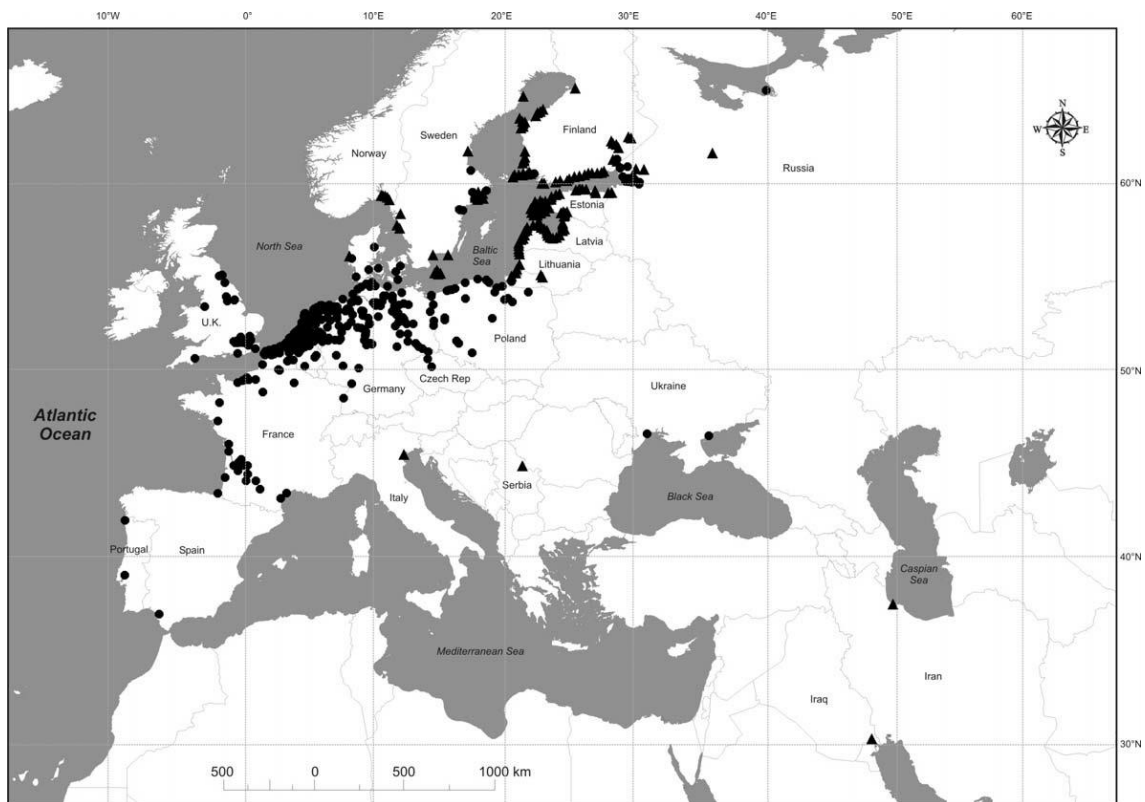 10°W 0° 10°E 20°E 30°E 40°E 50°E 60°E
N
W E
S
Finland
Sweden
Norway
Russia
60°N
Estonia
North Sea
Baltic
Sea
Latvia
Lithuania
U.K.
Poland
50°N
Czech Rep
Germany
Ukraine
Atlantic
Ocean
France
Serbia
Italy
Black Sea
Portugal
Spain
40°N
Caspian
Sea
Mediterranean Sea
Iran
Iraq
30°N
500 0 500 1000 km